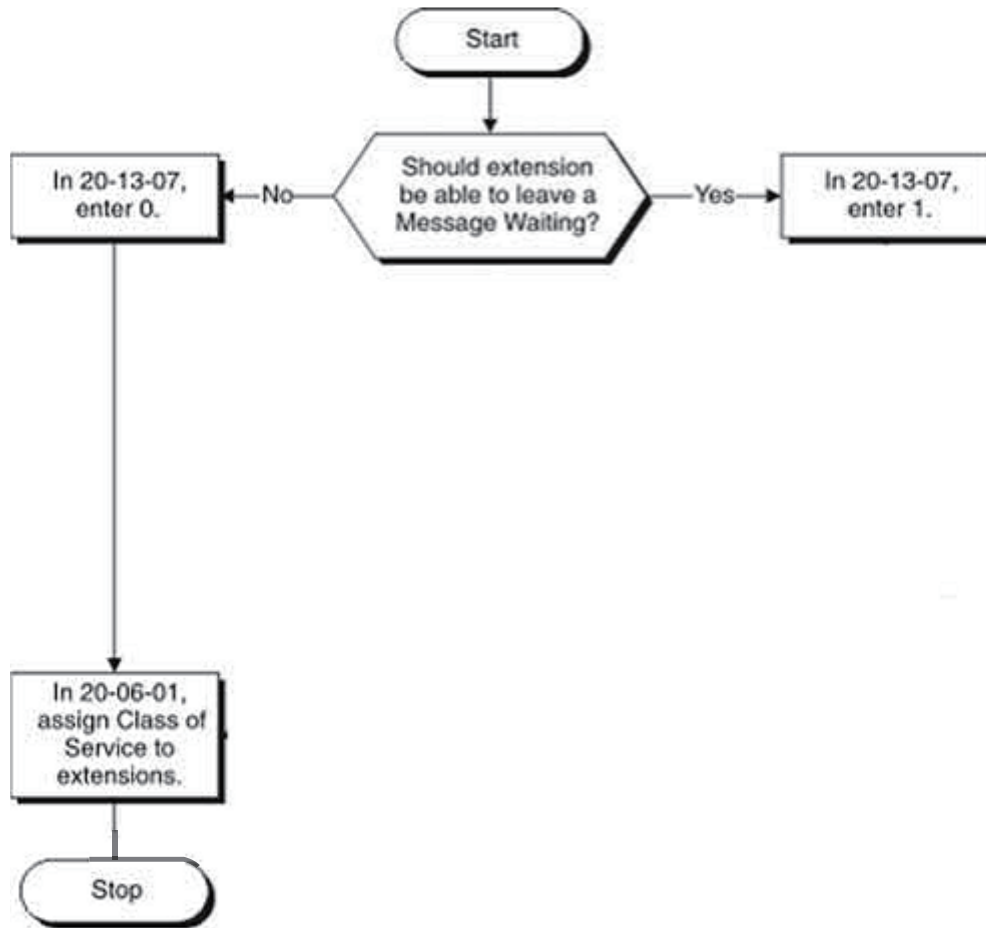 Start
Should extension
be able to leave a
Message Waiting?
No
Yes
In 20-13-07,
enter 0.
In 20-13-07,
enter 1.
In 20-06-01,
assign Class of
Service to
extensions.
Stop